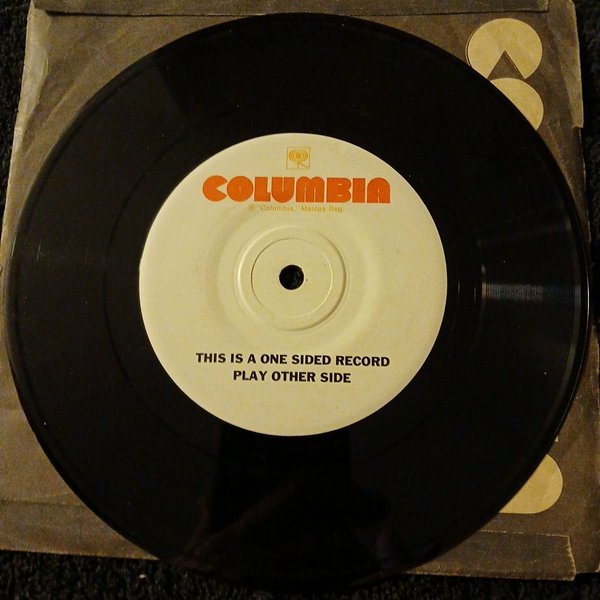 COLUMBIA
® Columbia, Marcas Reg.
THIS IS A ONE SIDED RECORD
PLAY OTHER SIDE